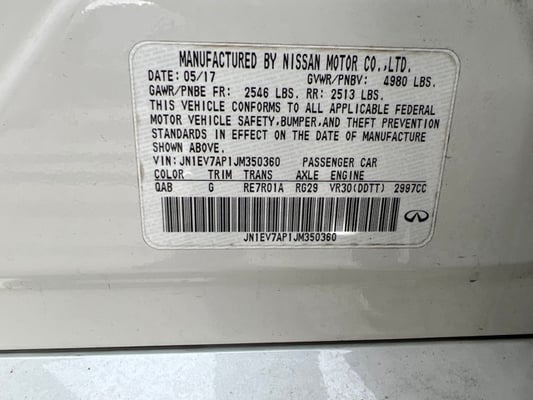 MANUFACTURED BY NISSAN MOTOR CO.,LTD.
DATE: 05/17 GVWR/PNBV: 4980 LBS.
GAWR/PNBE FR: 2546 LBS. RR: 2513 LBS.
THIS VEHICLE CONFORMS TO ALL APPLICABLE FEDERAL
MOTOR VEHICLE SAFETY,BUMPER,AND THEFT PREVENTION
STANDARDS IN EFFECT ON THE DATE OF MANUFACTURE
SHOWN ABOVE.
VIN: JN1EV7AP1JM350360 PASSENGER CAR
COLOR TRIM TRANS AXLE ENGINE
QAB G RE7R01A RG29 VR30(DDTT) 2997CC
JN1EV7AP1JM350360